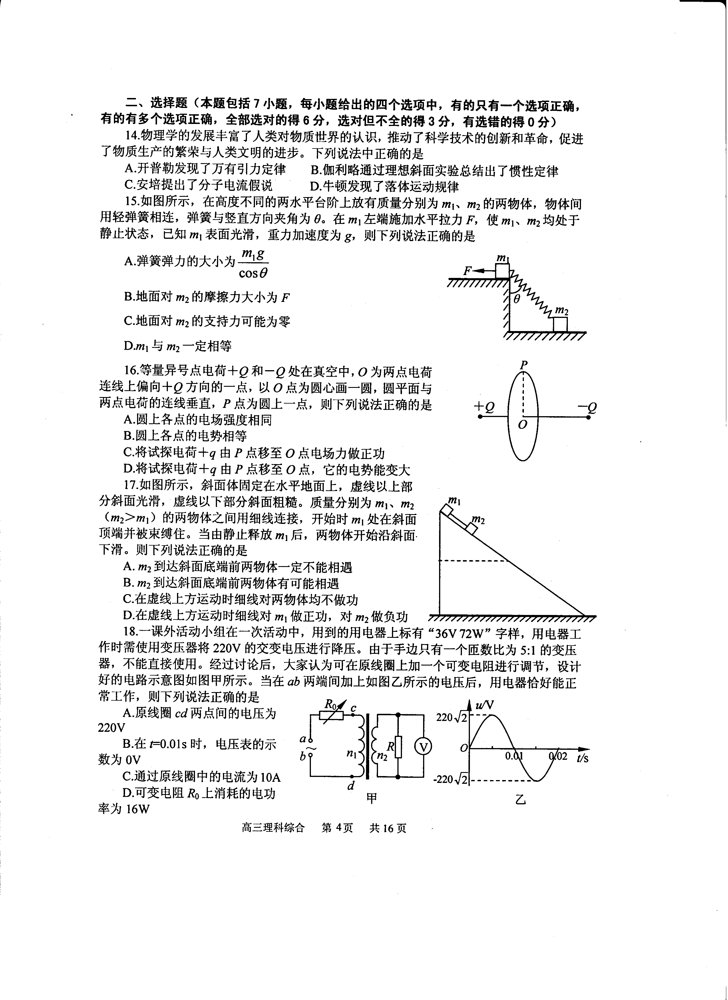 二、选择题（本题包括 7 小题，每小题给出的四个选项中，有的只有一个选项正确，
有的有多个选项正确，全部选对的得 6 分，选对但不全的得 3 分，有选错的得 0 分）
14.物理学的发展丰富了人类对物质世界的认识，推动了科学技术的创新和革命，促进
了物质生产的繁荣与人类文明的进步。下列说法中正确的是
A.开普勒发现了万有引力定律 B.伽利略通过理想斜面实验总结出了惯性定律
C.安培提出了分子电流假说 D.牛顿发现了落体运动规律
15.如图所示，在高度不同的两水平台阶上放有质量分别为 m₁、m₂ 的两物体，物体间
用轻弹簧相连，弹簧与竖直方向夹角为 θ。在 m₁ 左端施加水平拉力 F，使 m₁、m₂ 均处于
静止状态，已知 m₁ 表面光滑，重力加速度为 g，则下列说法正确的是
A.弹簧弹力的大小为 m₁g/cosθ
B.地面对 m₂ 的摩擦力大小为 F
C.地面对 m₂ 的支持力可能为零
D.m₁ 与 m₂ 一定相等
m₁
F
θ
m₂
16.等量异号点电荷＋Q 和－Q 处在真空中，O 为两点电荷
连线上偏向＋Q 方向的一点，以 O 点为圆心画一圆，圆平面与
两点电荷的连线垂直，P 点为圆上一点，则下列说法正确的是
A.圆上各点的电场强度相同
B.圆上各点的电势相等
C.将试探电荷＋q 由 P 点移至 O 点电场力做正功
D.将试探电荷＋q 由 P 点移至 O 点，它的电势能变大
P
＋Q
－Q
O
17.如图所示，斜面体固定在水平地面上，虚线以上部
分斜面光滑，虚线以下部分斜面粗糙。质量分别为 m₁、m₂
（m₂＞m₁）的两物体之间用细线连接，开始时 m₁ 处在斜面
顶端并被束缚住。当由静止释放 m₁ 后，两物体开始沿斜面
下滑。则下列说法正确的是
A. m₂ 到达斜面底端前两物体一定不能相遇
B. m₂ 到达斜面底端前两物体有可能相遇
C.在虚线上方运动时细线对两物体均不做功
D.在虚线上方运动时细线对 m₁ 做正功，对 m₂ 做负功
m₁
m₂
18.一课外活动小组在一次活动中，用到的用电器上标有“36V 72W”字样，用电器工
作时需使用变压器将 220V 的交变电压进行降压。由于手边只有一个匝数比为 5:1 的变压
器，不能直接使用。经过讨论后，大家认为可在原线圈上加一个可变电阻进行调节，设计
好的电路示意图如图甲所示。当在 ab 两端间加上如图乙所示的电压后，用电器恰好能正
常工作，则下列说法正确的是
A.原线圈 cd 两点间的电压为
220V
B.在 t=0.01s 时，电压表的示
数为 0V
C.通过原线圈中的电流为 10A
D.可变电阻 R₀ 上消耗的电功
率为 16W
R₀
c
a
~
b
n₁
n₂
R
V
d
甲
u/V
220√2
O
0.01
0.02
t/s
-220√2
乙
高三理科综合 第 4页 共 16 页